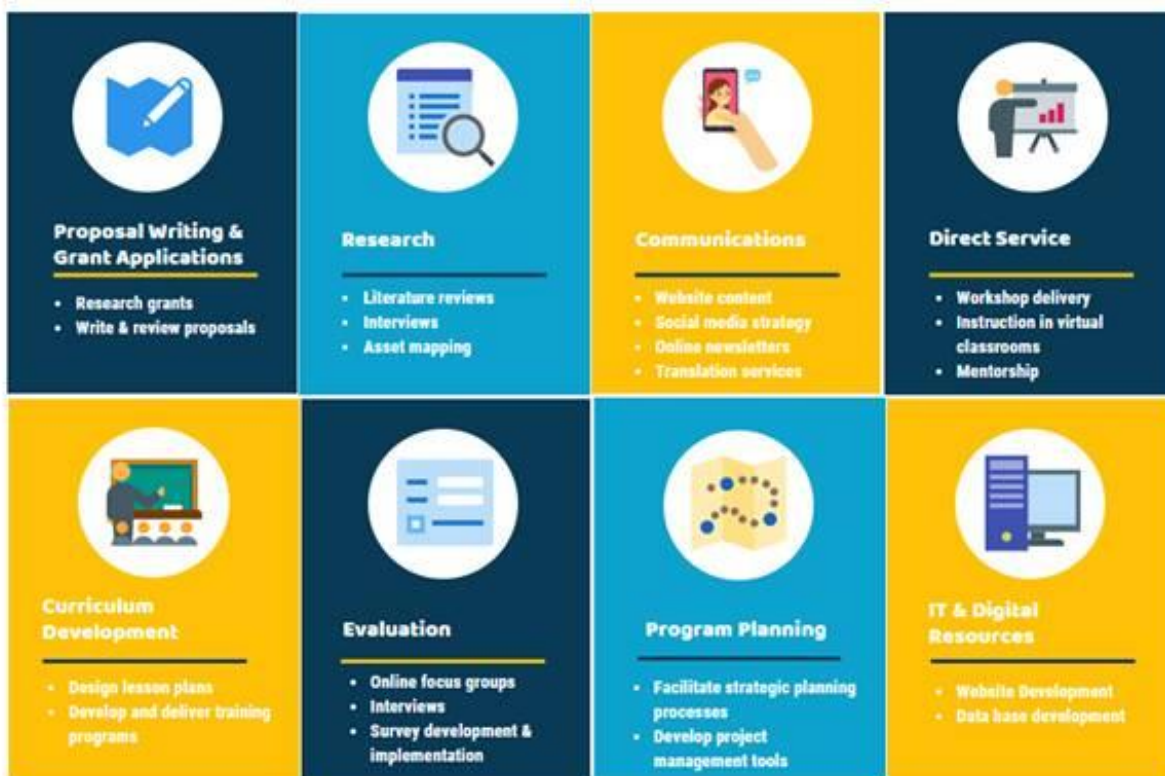 Proposal Writing &
Grant Applications
• Research grants
• Write & review proposals
Research
• Literature reviews
• Interviews
• Asset mapping
Communications
• Website content
• Social media strategy
• Online newsletters
• Translation services
Direct Service
• Workshop delivery
• Instruction in virtual
classrooms
• Mentorship
Curriculum
Development
• Design lesson plans
• Develop and deliver training
programs
Evaluation
• Online focus groups
• Interviews
• Survey development &
implementation
Program Planning
• Facilitate strategic planning
processes
• Develop project
management tools
IT & Digital
Resources
• Website Development
• Data base development